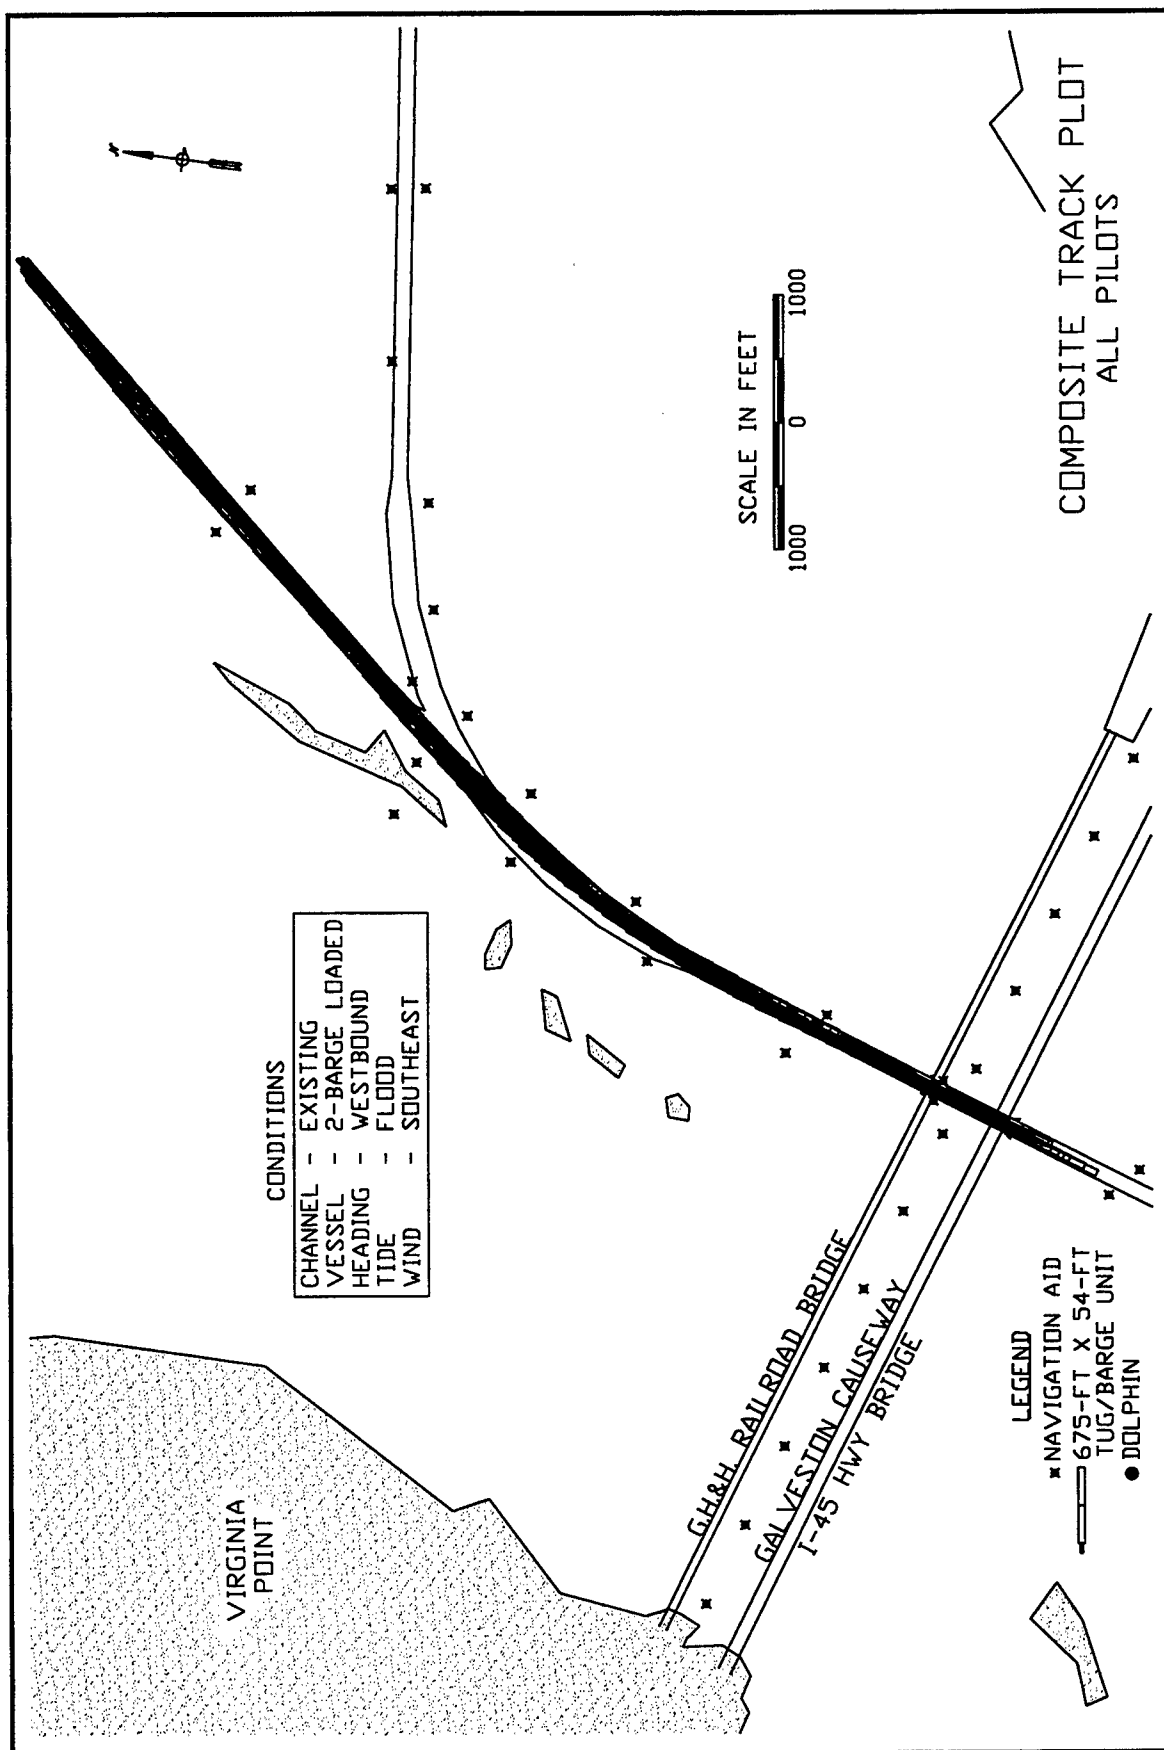 N
VIRGINIA
POINT
CONDITIONS
CHANNEL - EXISTING
VESSEL - 2-BARGE LOADED
HEADING - WESTBOUND
TIDE - FLOOD
WIND - SOUTHEAST
G.H.&H. RAILROAD BRIDGE
GALVESTON CAUSEWAY
I-45 HWY BRIDGE
SCALE IN FEET
1000 0 1000
LEGEND
NAVIGATION AID
675-FT X 54-FT
TUG/BARGE UNIT
DOLPHIN
COMPOSITE TRACK PLOT
ALL PILOTS